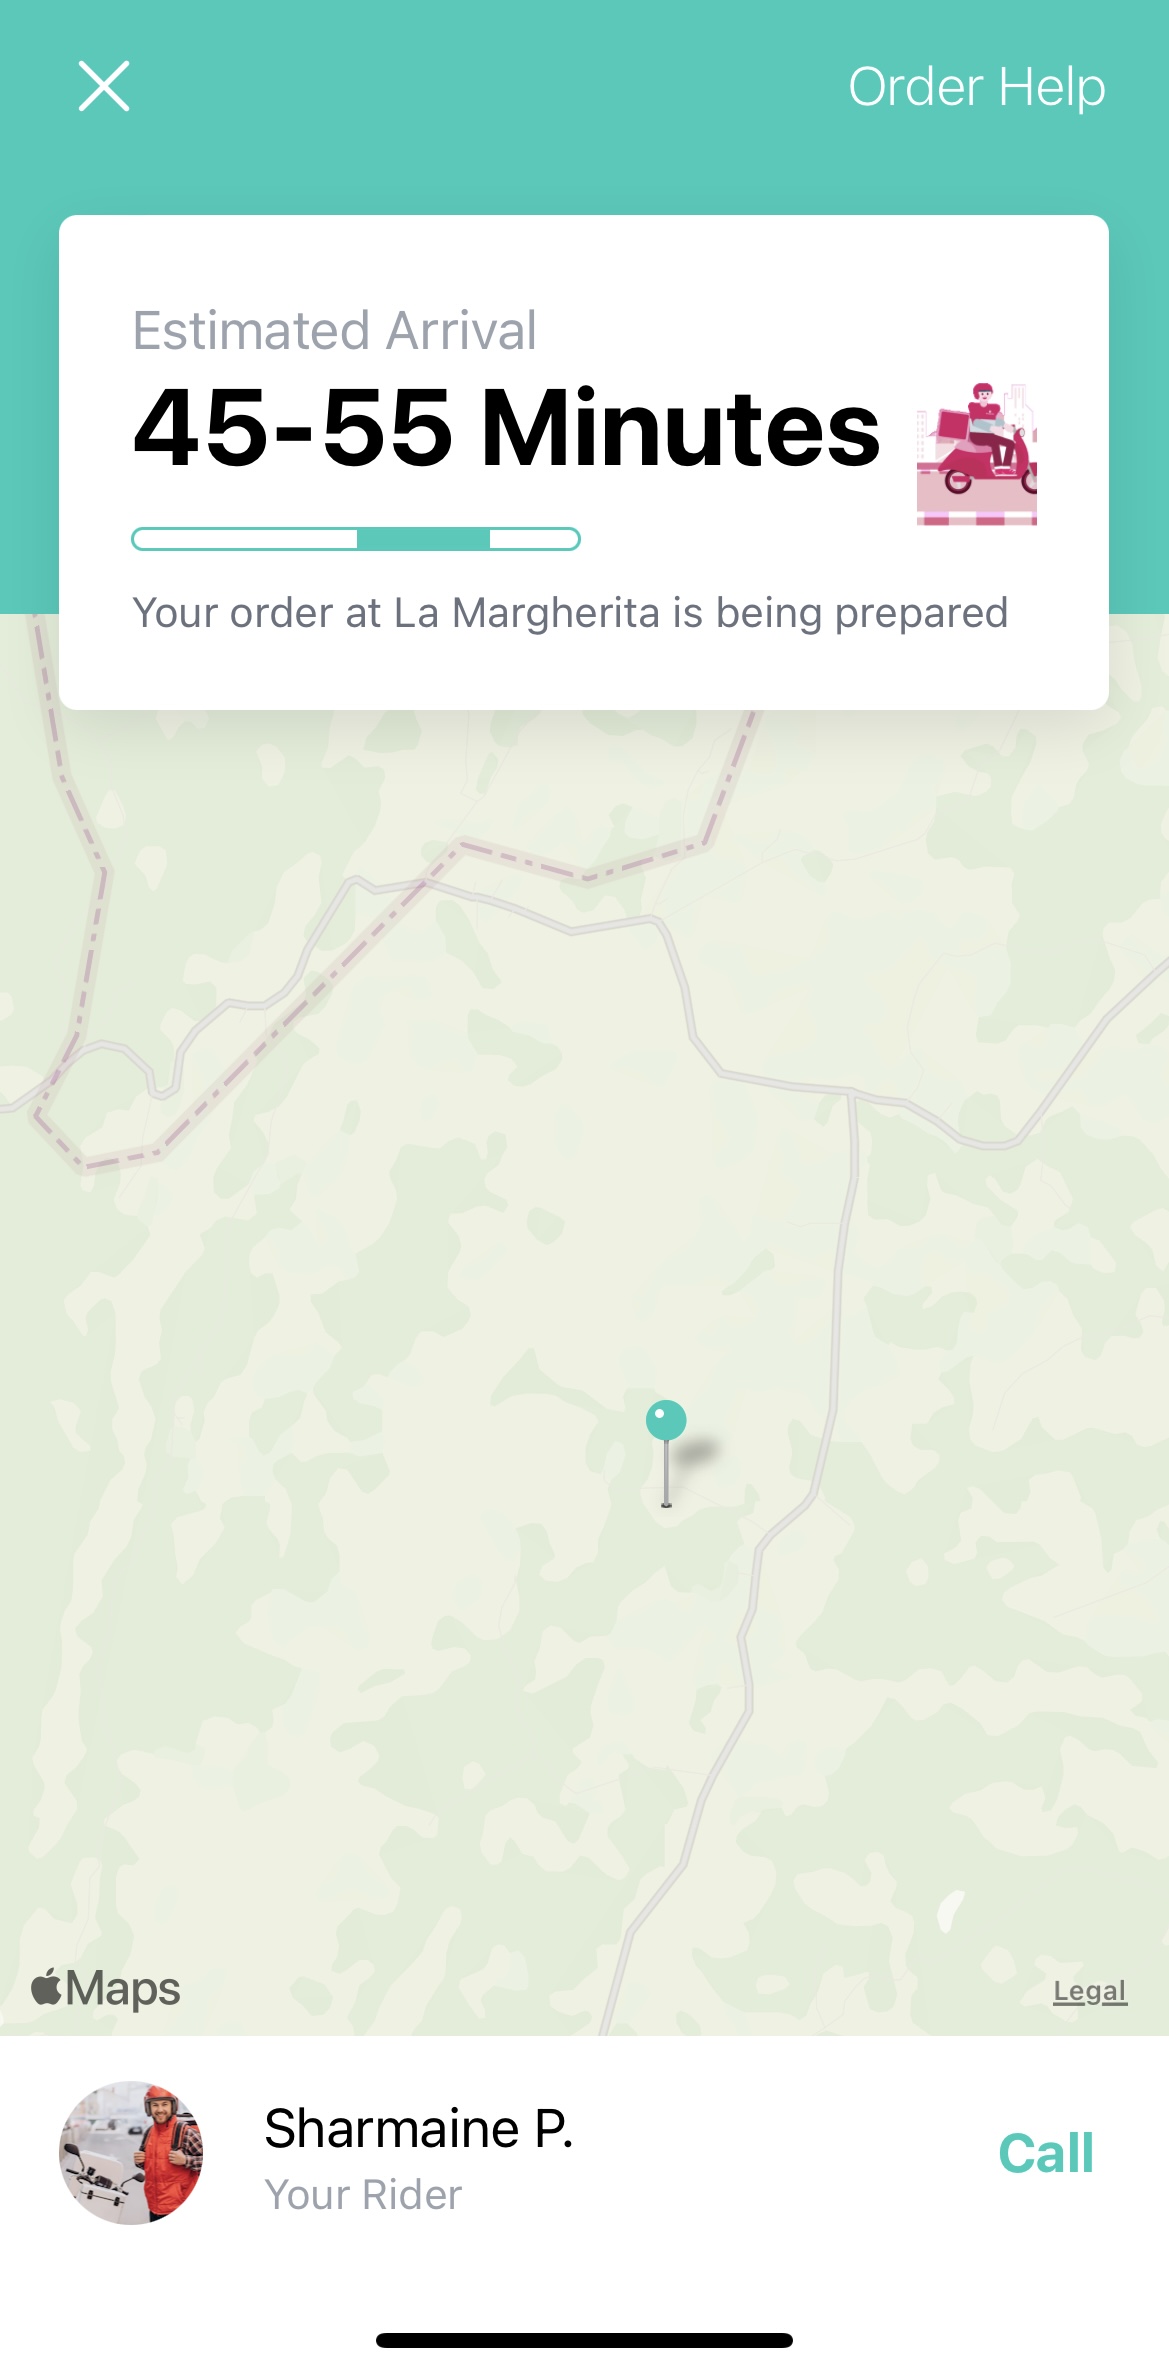 Order Help
Estimated Arrival
45-55 Minutes
Your order at La Margherita is being prepared
Maps
Legal
Sharmaine P.
Your Rider
Call